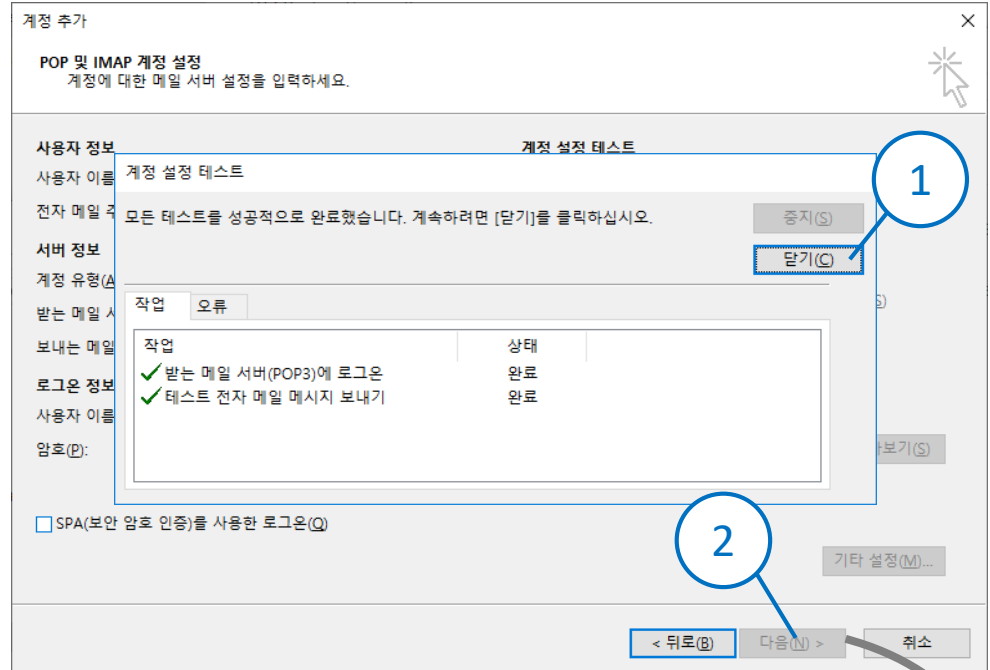 계정 추가
POP 및 IMAP 계정 설정
계정에 대한 메일 서버 설정을 입력하세요.
사용자 정보
계정 설정 테스트
사용자 이름
전자 메일 주
서버 정보
계정 유형(A
받는 메일 서
보내는 메일
로그온 정보
사용자 이름
암호(P):
계정 설정 테스트
1
모든 테스트를 성공적으로 완료했습니다. 계속하려면 [닫기]를 클릭하십시오.
중지(S)
닫기(C)
작업 오류
작업 상태
받는 메일 서버(POP3)에 로그온 완료
테스트 전자 메일 메시지 보내기 완료
S)
보기(S)
SPA(보안 암호 인증)를 사용한 로그온(Q)
2
기타 설정(M)...
< 뒤로(B) 다음(N) > 취소